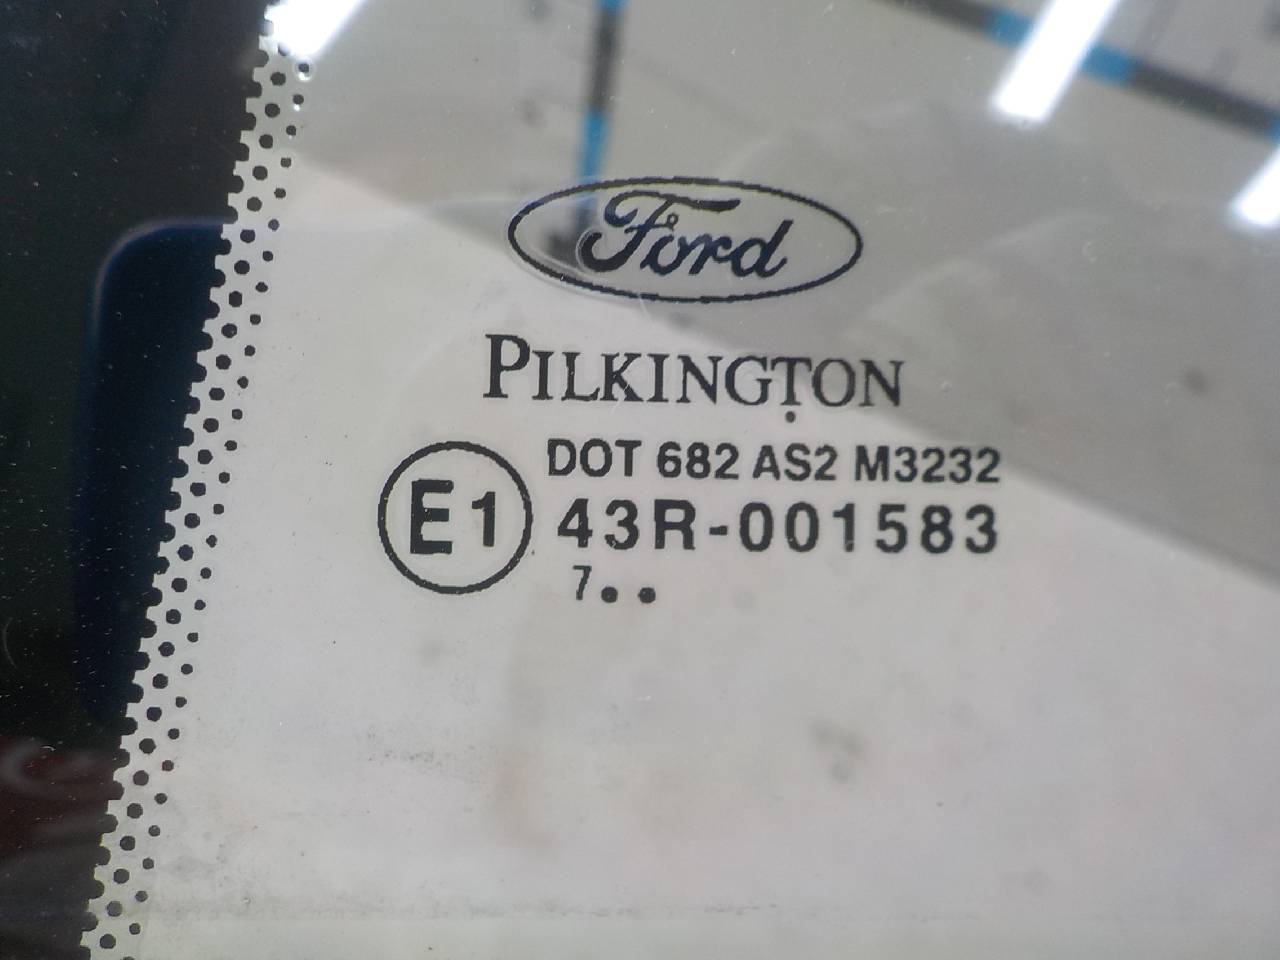 Ford
PILKINGTON
DOT 682 AS2 M3232
E1 43R-001583
7..